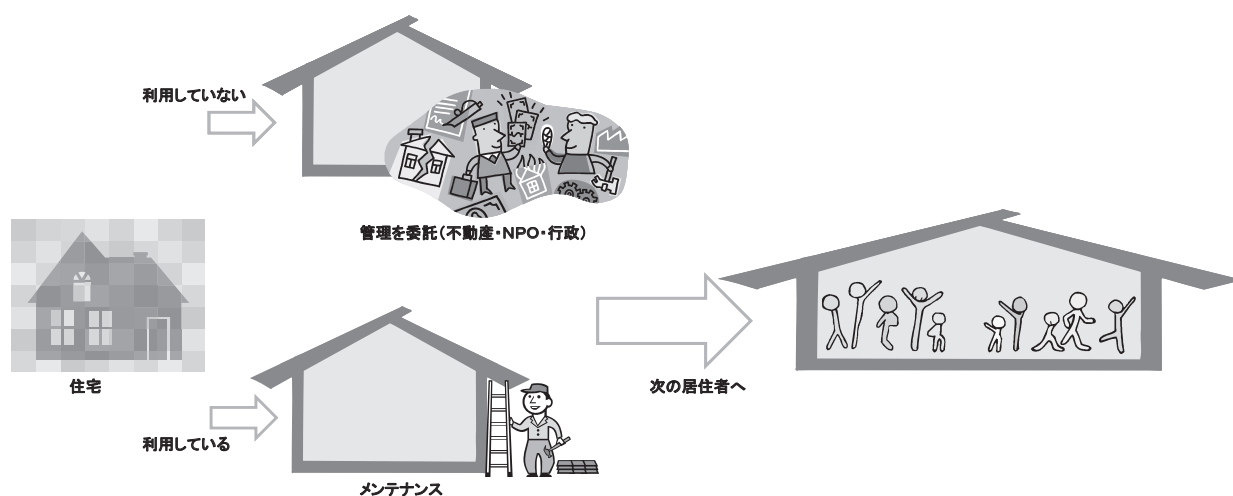 利用していない
管理を委託(不動産・NPO・行政)
住宅
利用している
メンテナンス
次の居住者へ